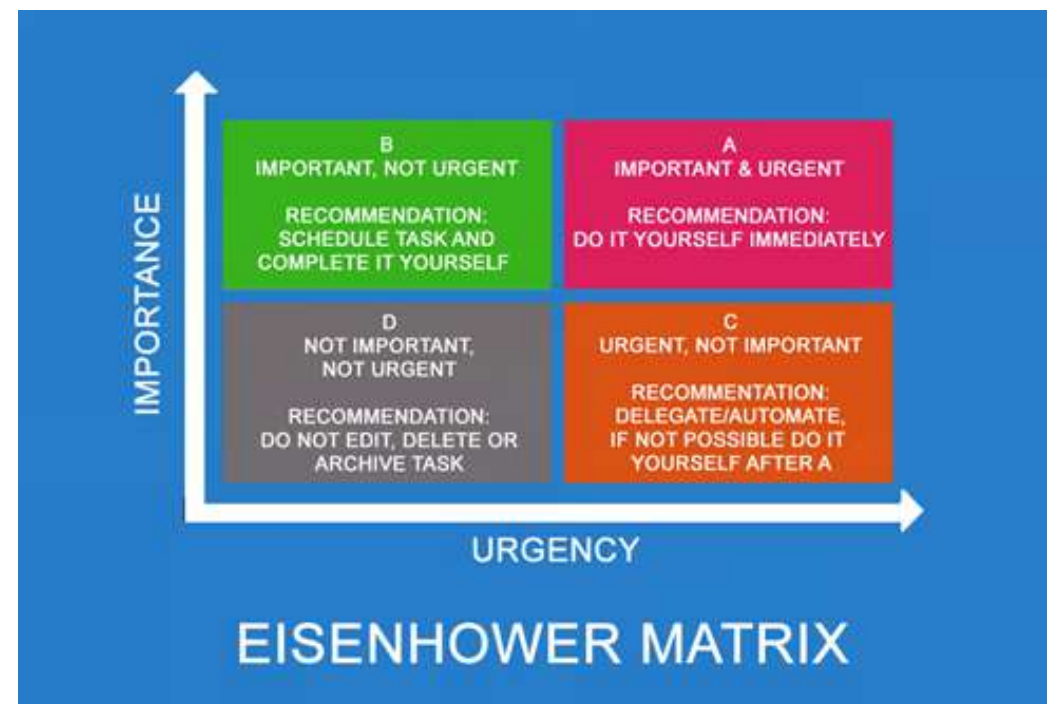 IMPORTANCE
B
IMPORTANT, NOT URGENT
RECOMMENDATION:
SCHEDULE TASK AND
COMPLETE IT YOURSELF
A
IMPORTANT & URGENT
RECOMMENDATION:
DO IT YOURSELF IMMEDIATELY
D
NOT IMPORTANT,
NOT URGENT
RECOMMENDATION:
DO NOT EDIT, DELETE OR
ARCHIVE TASK
C
URGENT, NOT IMPORTANT
RECOMMENTATION:
DELEGATE/AUTOMATE,
IF NOT POSSIBLE DO IT
YOURSELF AFTER A
URGENCY
EISENHOWER MATRIX